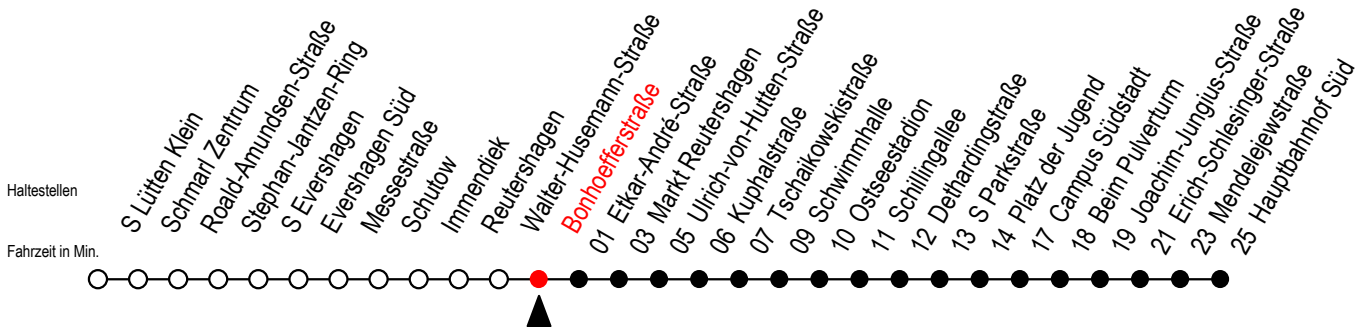 Haltestellen
Fahrzeit in Min.
S Lütten Klein
Schmarl Zentrum
Roald-Amundsen-Straße
Stephan-Jantzen-Ring
S Evershagen
Evershagen Süd
Messestraße
Schutow
Immendiek
Reutershagen
Walter-Husemann-Straße
Bonhoefferstraße
01 Etkar-André-Straße
03 Markt Reutershagen
05 Ulrich-von-Hutten-Straße
06 Kuphalstraße
07 Tschaikowskistraße
09 Schwimmhalle
10 Ostseestadion
11 Schillingallee
12 Dethardingstraße
13 S Parkstraße
14 Platz der Jugend
17 Campus Südstadt
18 Beim Pulverturm
19 Joachim-Jungius-Straße
21 Erich-Schlesinger-Straße
23 Mendelejewstraße
25 Hauptbahnhof Süd